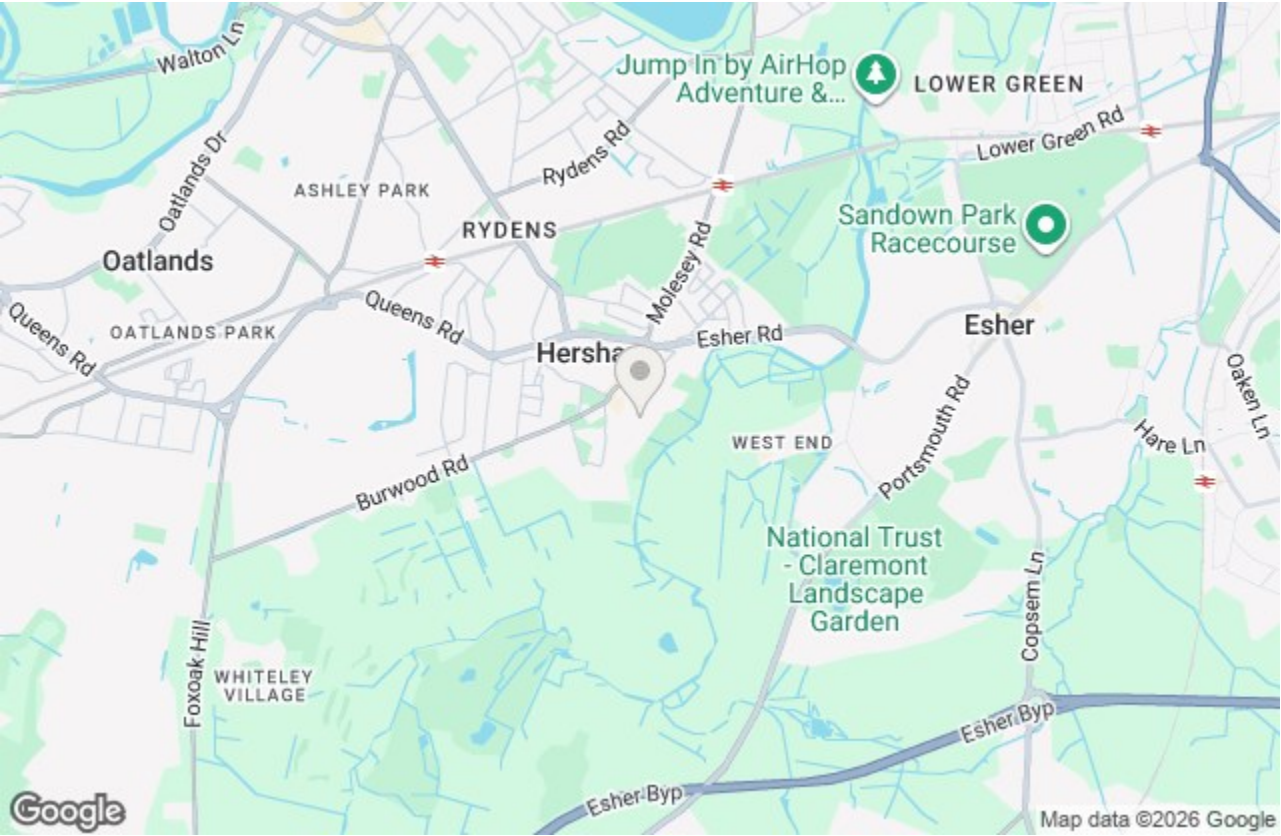 Walton Ln
Jump In by AirHop
Adventure &...
LOWER GREEN
Lower Green Rd
Rydens Rd
Oatlands Dr
ASHLEY PARK
Sandown Park
Racecourse
RYDENS
Molesey Rd
Oatlands
Queens Rd
Queens Rd
OATLANDS PARK
Esher Rd
Esher
Hersha
Oaken Ln
Portsmouth Rd
WEST END
Hare Ln
Burwood Rd
National Trust
- Claremont
Landscape
Garden
Copsem Ln
Foxoak Hill
WHITELEY
VILLAGE
Esher Byp
Esher Byp
Google
Map data ©2026 Google